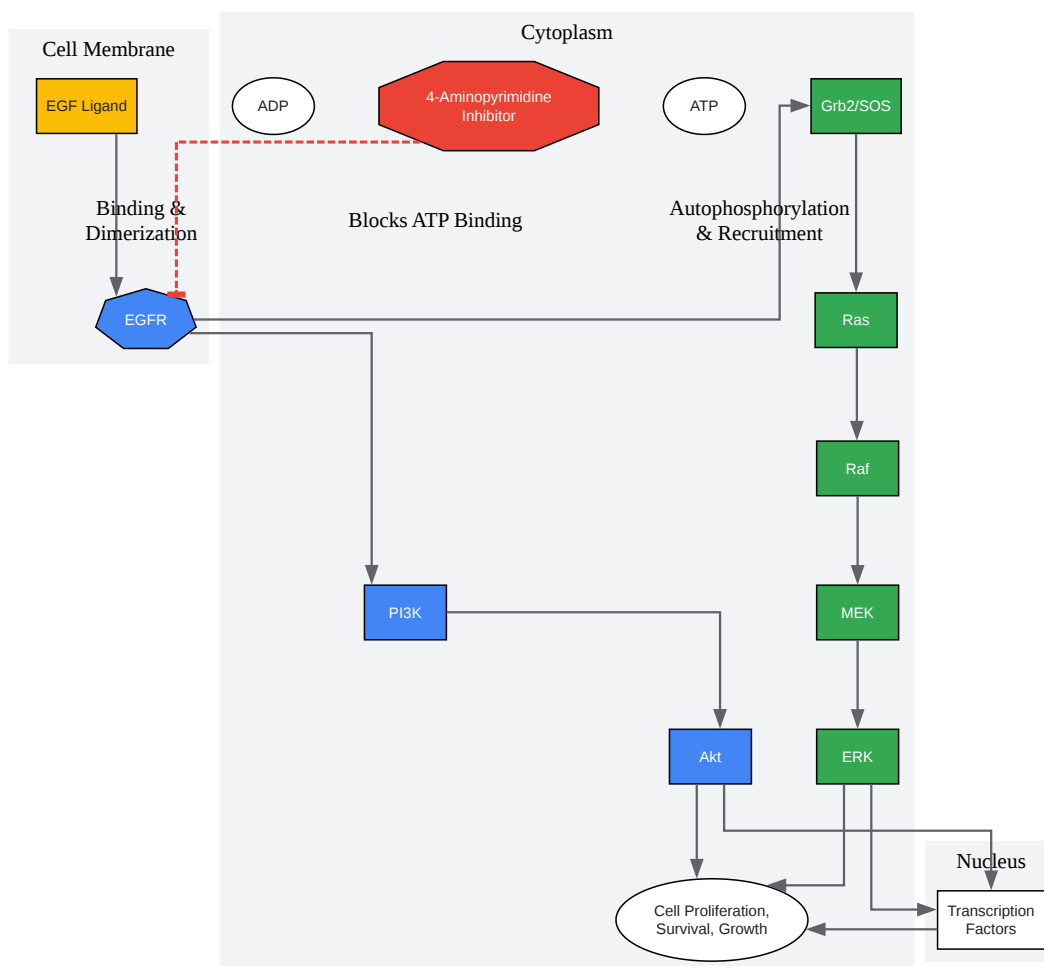 Cell Membrane
Cytoplasm
EGF Ligand
ADP
4-Aminopyrimidine
Inhibitor
ATP
Grb2/SOS
Binding &
Dimerization
Blocks ATP Binding
Autophosphorylation
& Recruitment
EGFR
Ras
Raf
PI3K
MEK
Akt
ERK
Nucleus
Cell Proliferation,
Survival, Growth
Transcription
Factors